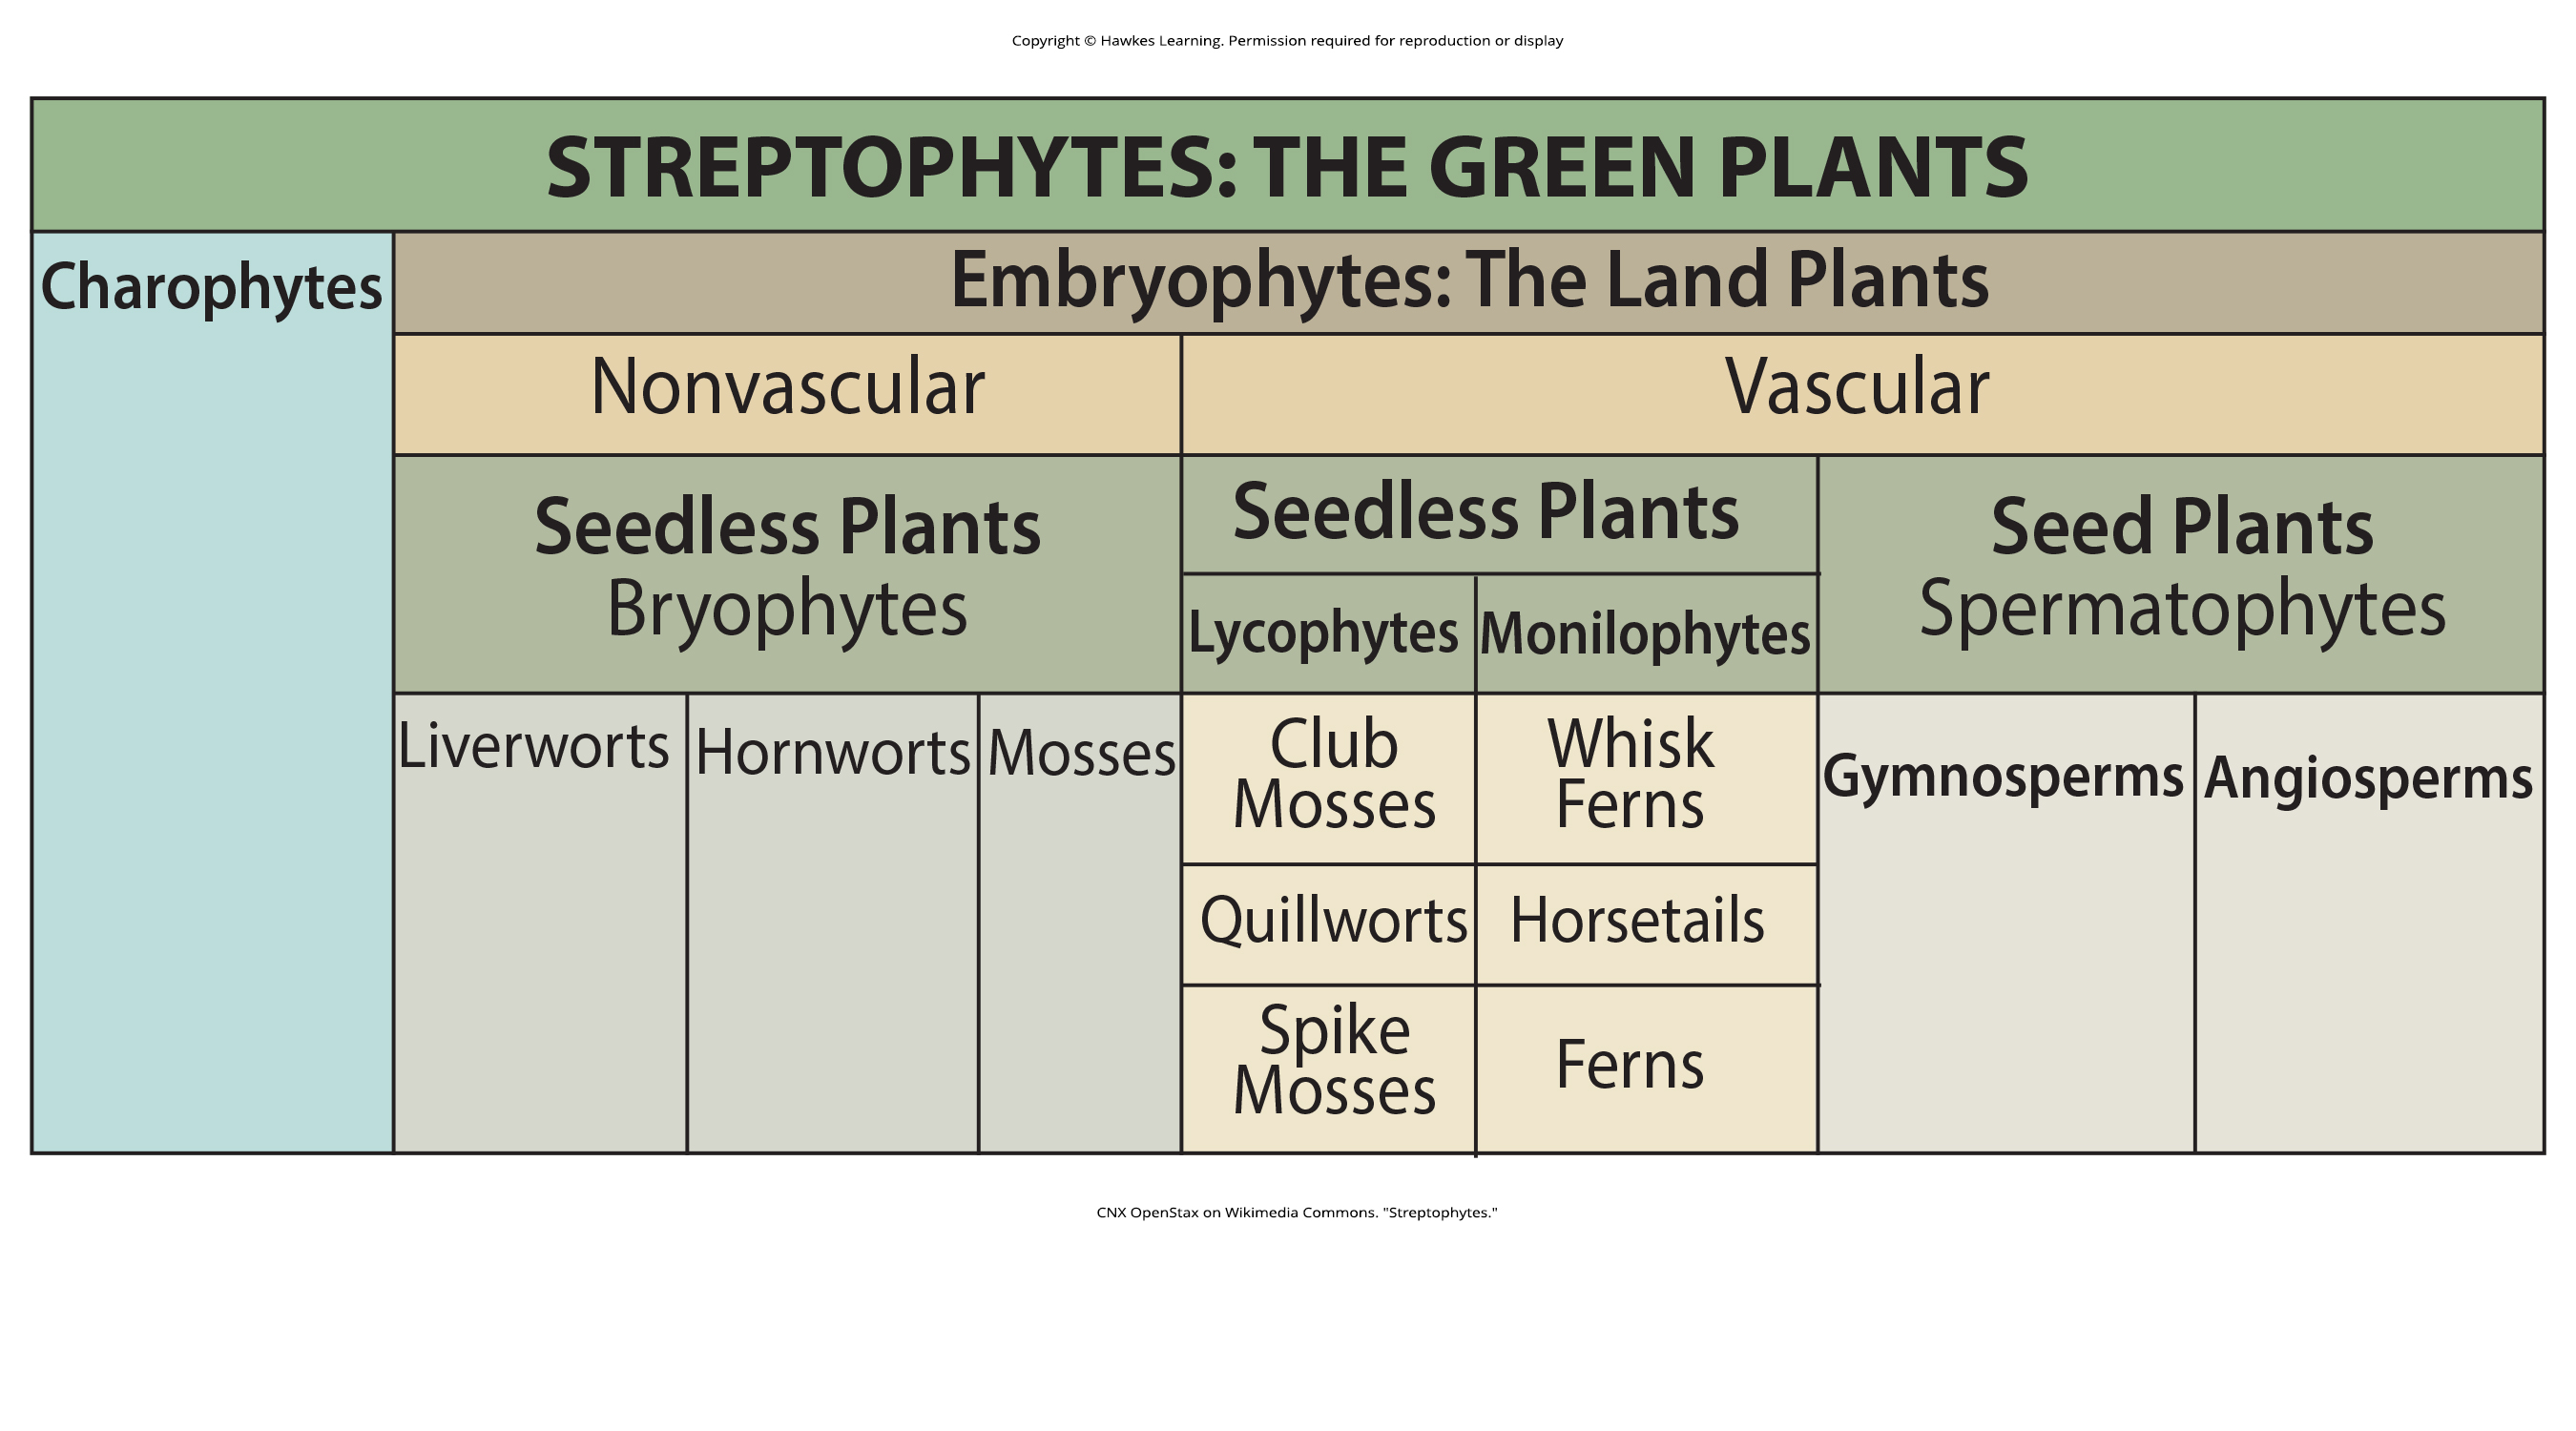 Copyright © Hawkes Learning. Permission required for reproduction or display
STREPTOPHYTES: THE GREEN PLANTS
Charophytes
Embryophytes: The Land Plants
Nonvascular
Vascular
Seedless Plants
Bryophytes
Seedless Plants
Lycophytes
Monilophytes
Seed Plants
Spermatophytes
Liverworts
Hornworts
Mosses
Club
Mosses
Whisk
Ferns
Quillworts
Horsetails
Spike
Mosses
Ferns
Gymnosperms
Angiosperms
CNX OpenStax on Wikimedia Commons. "Streptophytes."